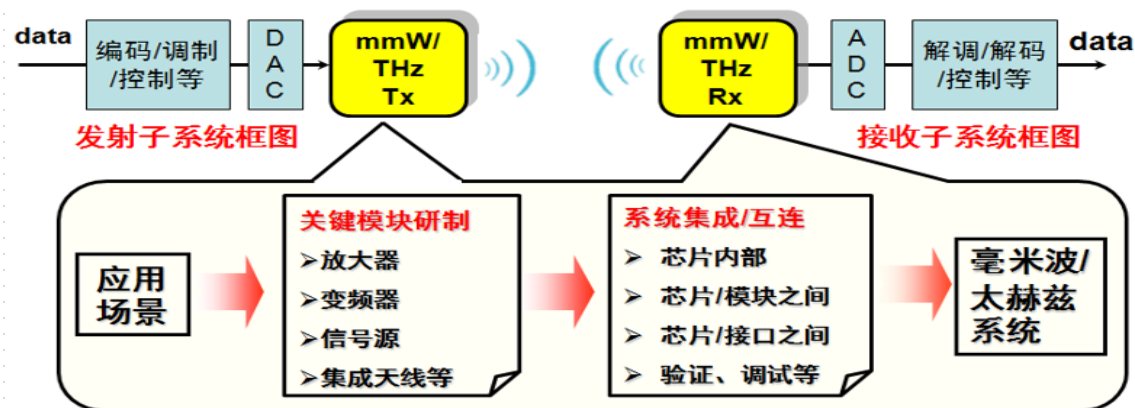 data
编码/调制
/控制等
D
A
C
mmW/
THz
Tx
mmW/
THz
Rx
A
D
C
解调/解码
/控制等
data
发射子系统框图
接收子系统框图
应用
场景
关键模块研制
➢放大器
➢变频器
➢信号源
➢集成天线等
系统集成/互连
➢ 芯片内部
➢ 芯片/模块之间
➢ 芯片/接口之间
➢ 验证、调试等
毫米波/
太赫兹
系统